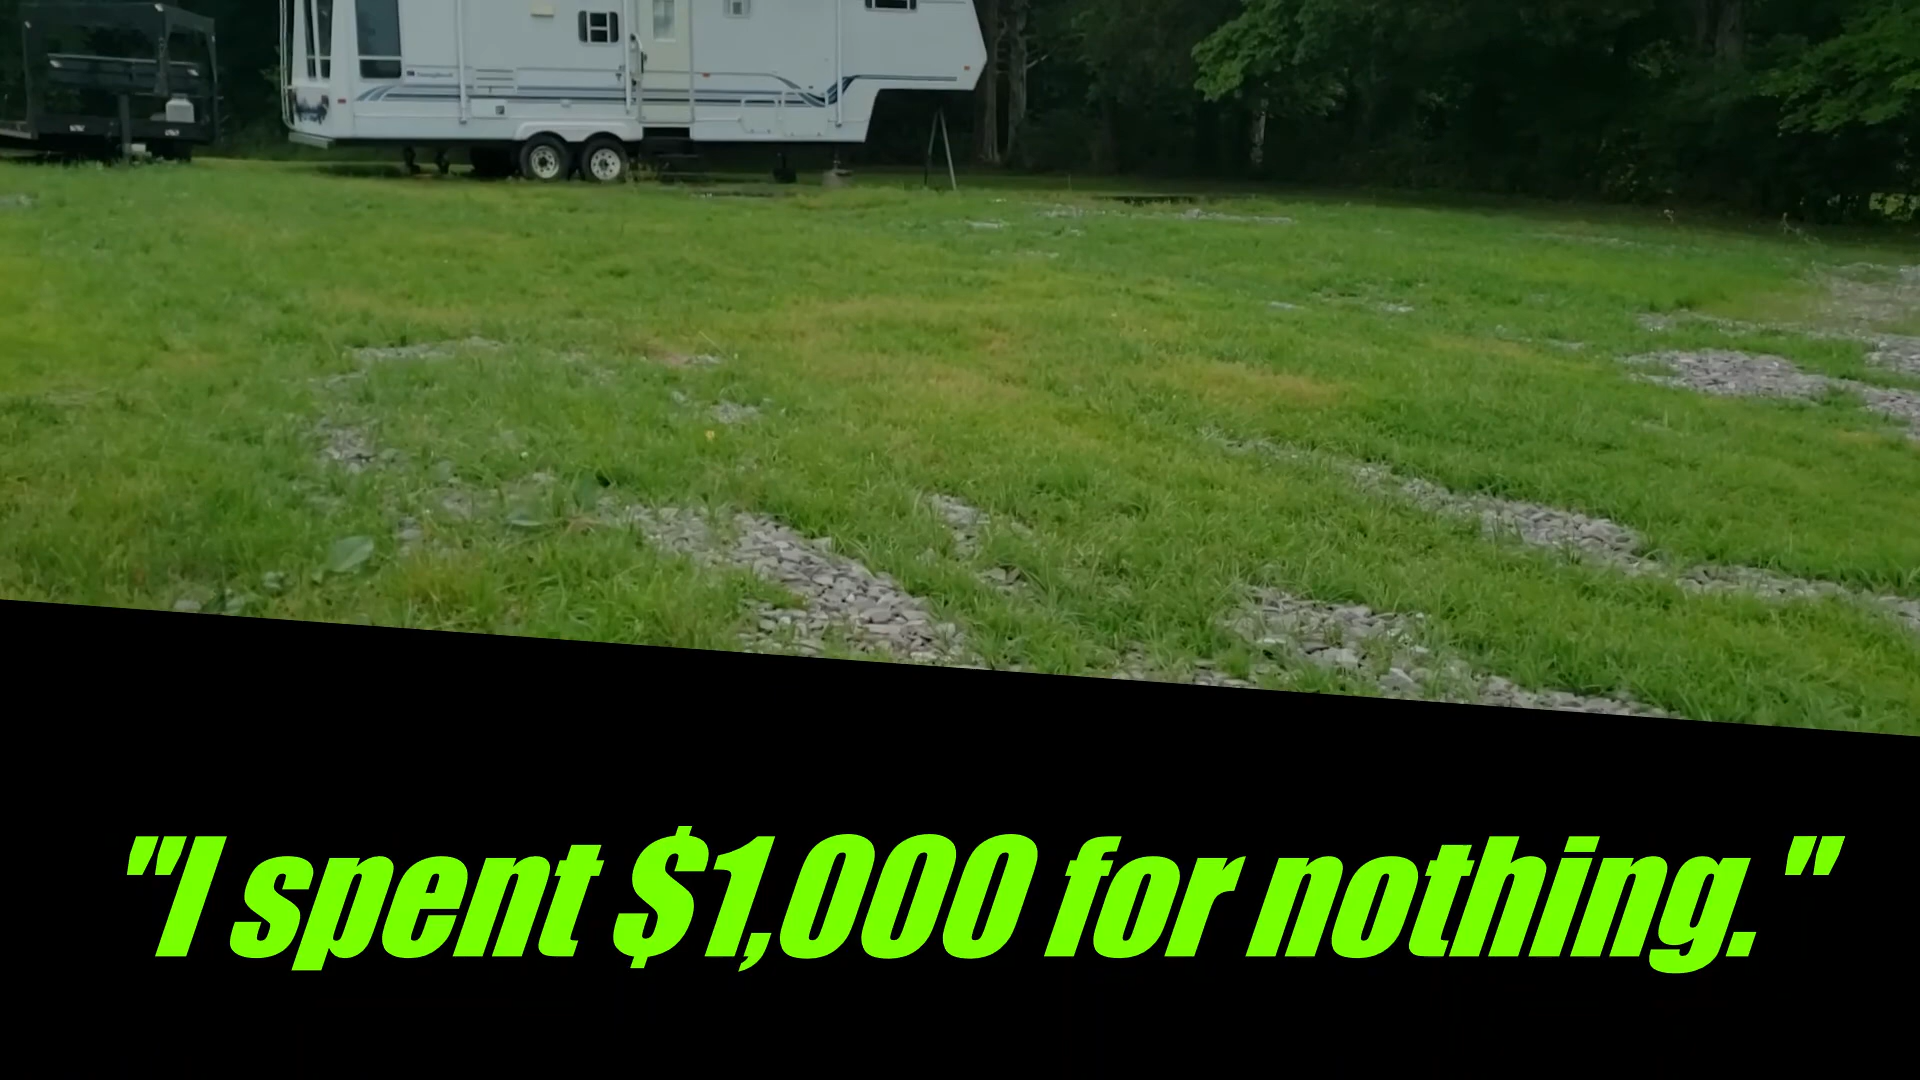 "I spent $1,000 for nothing."